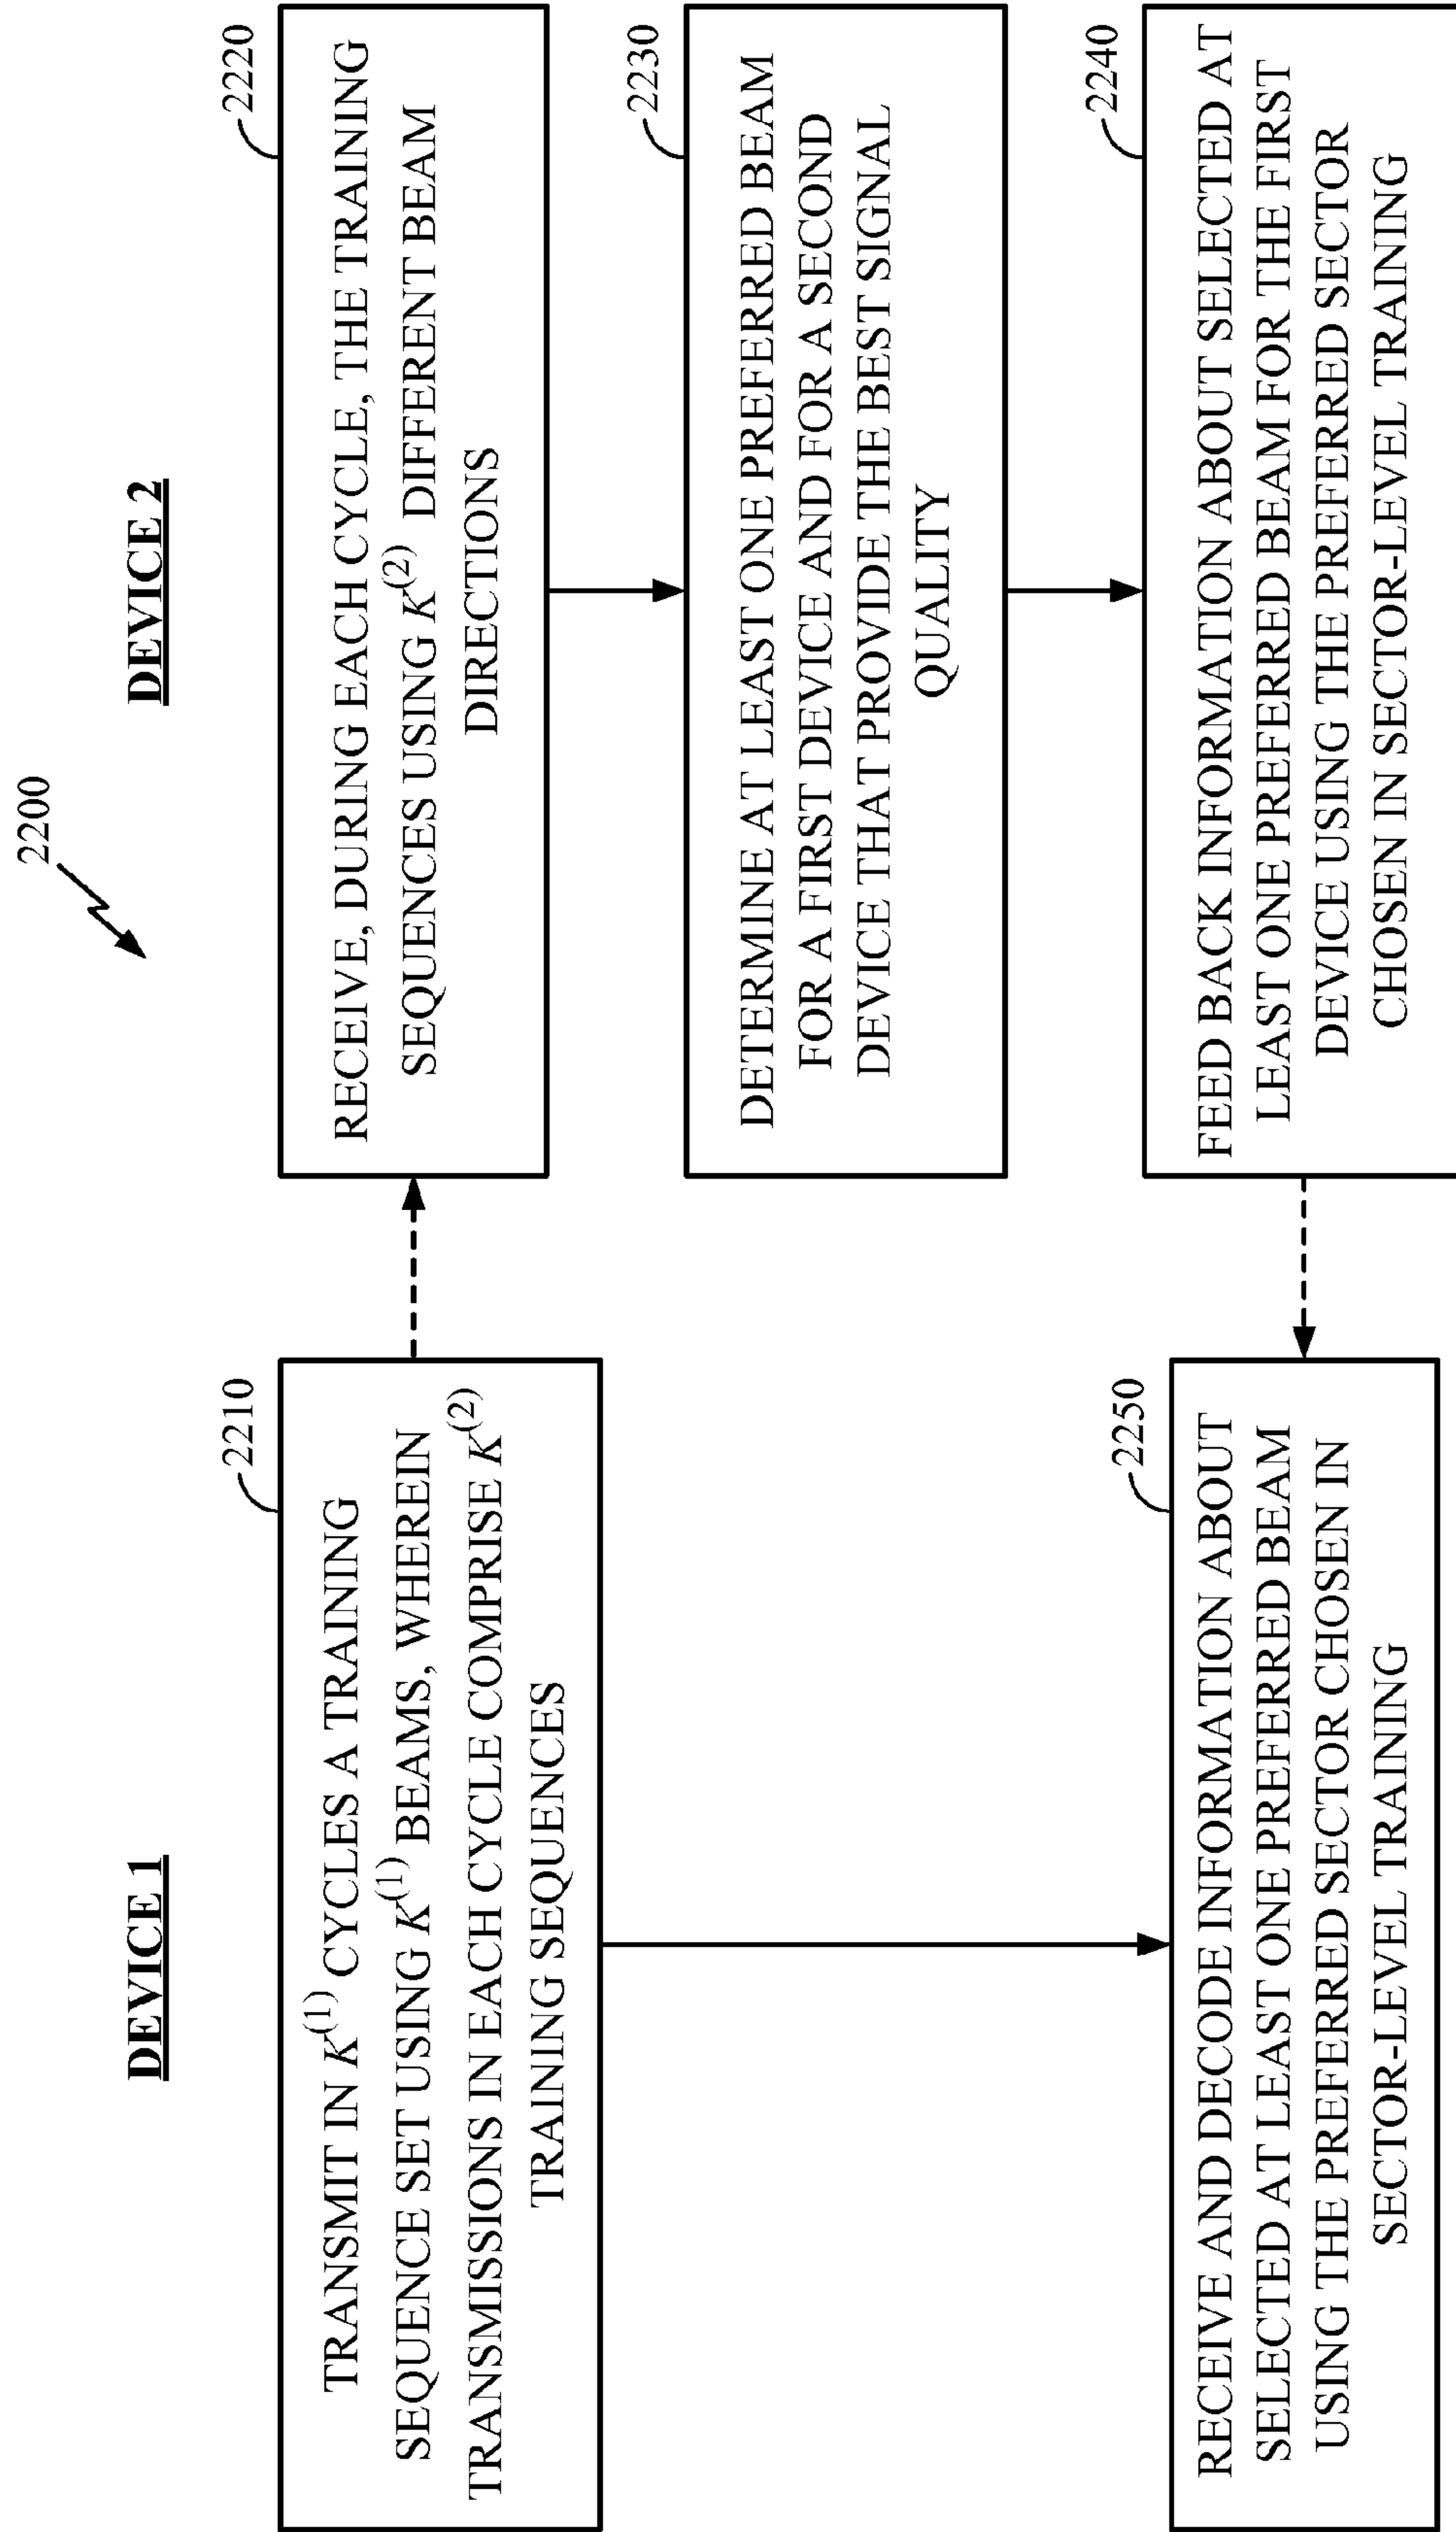 2200
DEVICE 1
DEVICE 2
2210
TRANSMIT IN K(1) CYCLES A TRAINING
SEQUENCE SET USING K(1) BEAMS, WHEREIN
TRANSMISSIONS IN EACH CYCLE COMPRISE K(2)
TRAINING SEQUENCES
2220
RECEIVE, DURING EACH CYCLE, THE TRAINING
SEQUENCES USING K(2) DIFFERENT BEAM
DIRECTIONS
2230
DETERMINE AT LEAST ONE PREFERRED BEAM
FOR A FIRST DEVICE AND FOR A SECOND
DEVICE THAT PROVIDE THE BEST SIGNAL
QUALITY
2240
FEED BACK INFORMATION ABOUT SELECTED AT
LEAST ONE PREFERRED BEAM FOR THE FIRST
DEVICE USING THE PREFERRED SECTOR
CHOSEN IN SECTOR-LEVEL TRAINING
2250
RECEIVE AND DECODE INFORMATION ABOUT
SELECTED AT LEAST ONE PREFERRED BEAM
USING THE PREFERRED SECTOR CHOSEN IN
SECTOR-LEVEL TRAINING